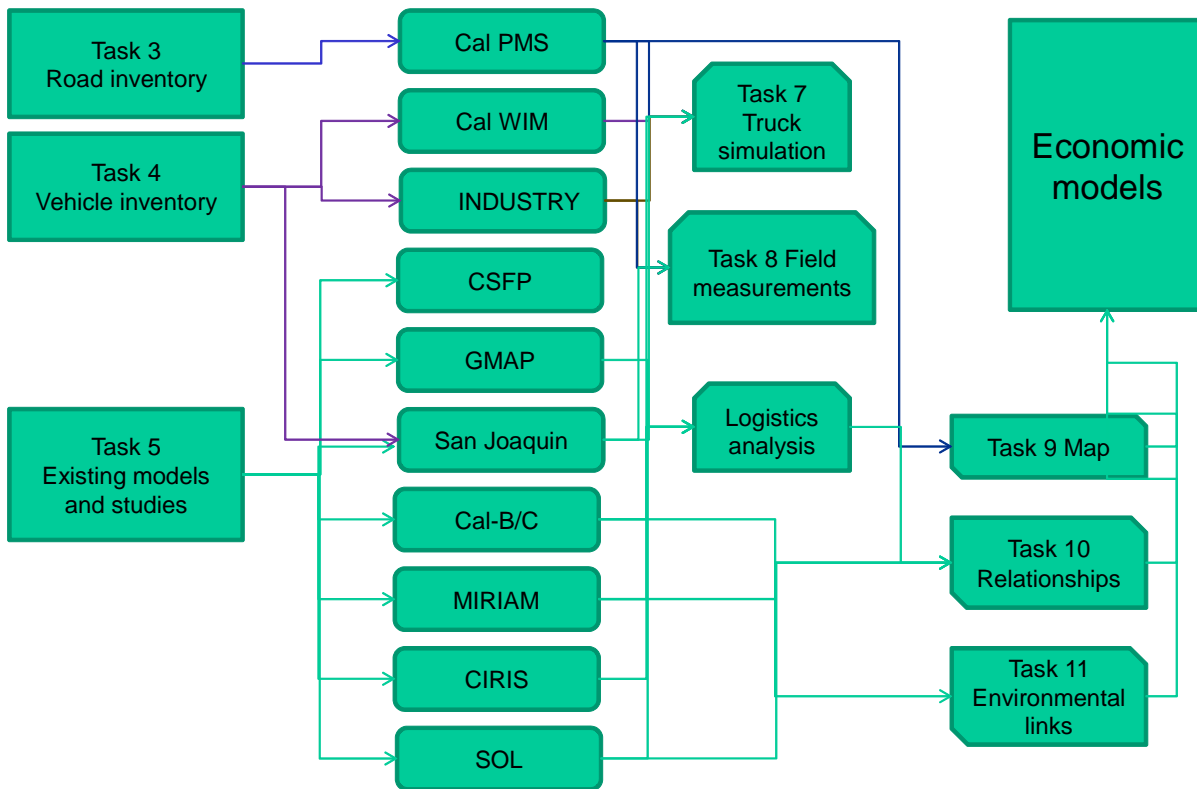 Task 3
Road inventory
Task 4
Vehicle inventory
Task 5
Existing models
and studies
Cal PMS
Cal WIM
INDUSTRY
CSFP
GMAP
San Joaquin
Cal-B/C
MIRIAM
CIRIS
SOL
Task 7
Truck
simulation
Task 8 Field
measurements
Logistics
analysis
Economic
models
Task 9 Map
Task 10
Relationships
Task 11
Environmental
links